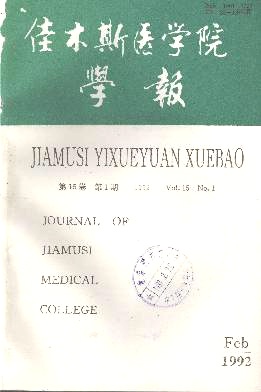 佳木斯医学院
學報
JIAMUSI YIXUEYUAN XUEBAO
第15卷 第1期 1992 Vol. 15 No. 1
JOURNAL OF
JIAMUSI
MEDICAL
COLLEGE
Feb
1992